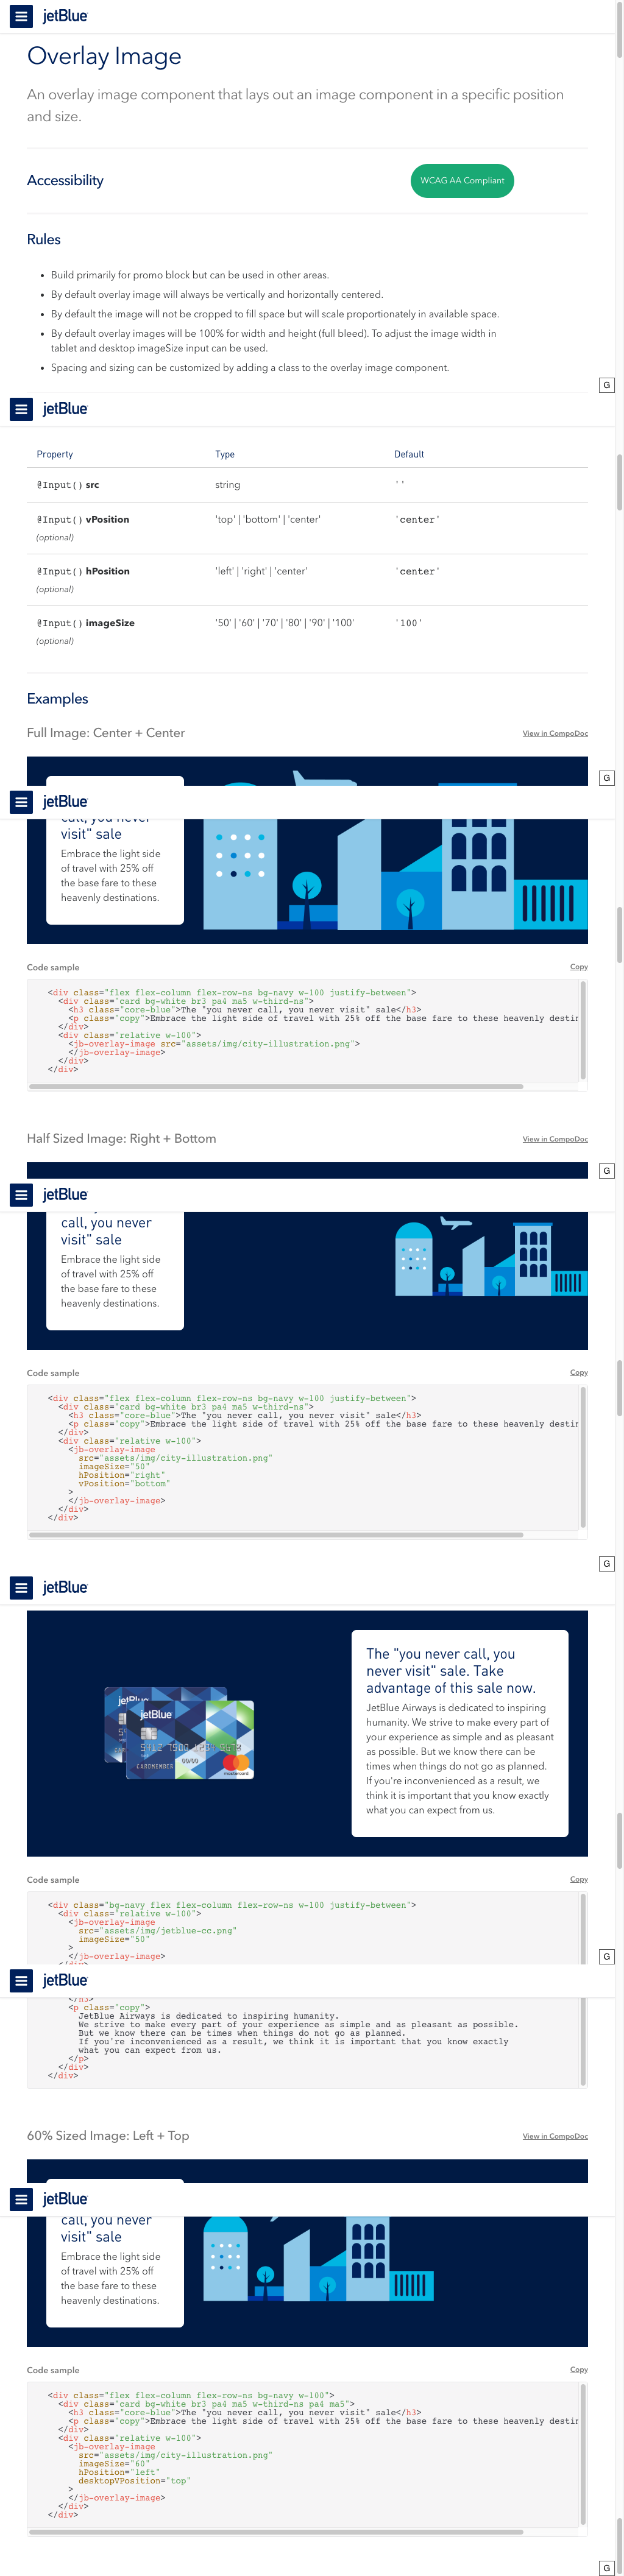 jetBlue
Overlay Image
An overlay image component that lays out an image component in a specific position
and size.
Accessibility
WCAG AA Compliant
Rules
• Build primarily for promo block but can be used in other areas.
• By default overlay image will always be vertically and horizontally centered.
• By default the image will not be cropped to fill space but will scale proportionately in available space.
• By default overlay images will be 100% for width and height (full bleed). To adjust the image width in
tablet and desktop imageSize input can be used.
• Spacing and sizing can be customized by adding a class to the overlay image component.
G
jetBlue
Property Type Default
@Input() src string ' '
@Input() vPosition 'top' | 'bottom' | 'center' 'center'
(optional)
@Input() hPosition 'left' | 'right' | 'center' 'center'
(optional)
@Input() imageSize '50' | '60' | '70' | '80' | '90' | '100' '100'
(optional)
Examples
Full Image: Center + Center View in CompoDoc
G
jetBlue
call, you never
visit" sale
Embrace the light side
of travel with 25% off
the base fare to these
heavenly destinations.
Code sample Copy
<div class="flex flex-column flex-row-ns bg-navy w-100 justify-between">
<div class="card bg-white br3 pa4 ma5 w-third-ns">
<h3 class="core-blue">The "you never call, you never visit" sale</h3>
<p class="copy">Embrace the light side of travel with 25% off the base fare to these heavenly destin
</div>
<div class="relative w-100">
<jb-overlay-image src="assets/img/city-illustration.png">
</jb-overlay-image>
</div>
</div>
Half Sized Image: Right + Bottom View in CompoDoc
G
jetBlue
call, you never
visit" sale
Embrace the light side
of travel with 25% off
the base fare to these
heavenly destinations.
Code sample Copy
<div class="flex flex-column flex-row-ns bg-navy w-100 justify-between">
<div class="card bg-white br3 pa4 ma5 w-third-ns">
<h3 class="core-blue">The "you never call, you never visit" sale</h3>
<p class="copy">Embrace the light side of travel with 25% off the base fare to these heavenly destin
</div>
<div class="relative w-100">
<jb-overlay-image
src="assets/img/city-illustration.png"
imageSize="50"
hPosition="right"
vPosition="bottom"
>
</jb-overlay-image>
</div>
</div>
G
jetBlue
The "you never call, you
never visit" sale. Take
advantage of this sale now.
JetBlue Airways is dedicated to inspiring
humanity. We strive to make every part of
your experience as simple and as pleasant
as possible. But we know there can be
times when things do not go as planned.
If you're inconvenienced as a result, we
think it is important that you know exactly
what you can expect from us.
jetBlue
jetBlue
CARDMEMBER
00/00
mastercard
Code sample Copy
<div class="bg-navy flex flex-column flex-row-ns w-100 justify-between">
<div class="relative w-100">
<jb-overlay-image
src="assets/img/jetblue-cc.png"
imageSize="50"
>
</jb-overlay-image>
</div>
G
jetBlue
</h3>
<p class="copy">
JetBlue Airways is dedicated to inspiring humanity.
We strive to make every part of your experience as simple and as pleasant as possible.
But we know there can be times when things do not go as planned.
If you're inconvenienced as a result, we think it is important that you know exactly
what you can expect from us.
</p>
</div>
</div>
60% Sized Image: Left + Top View in CompoDoc
jetBlue
call, you never
visit" sale
Embrace the light side
of travel with 25% off
the base fare to these
heavenly destinations.
Code sample Copy
<div class="flex flex-column flex-row-ns bg-navy w-100">
<div class="card bg-white br3 pa4 ma5 w-third-ns pa4 ma5">
<h3 class="core-blue">The "you never call, you never visit" sale</h3>
<p class="copy">Embrace the light side of travel with 25% off the base fare to these heavenly destin
</div>
<div class="relative w-100">
<jb-overlay-image
src="assets/img/city-illustration.png"
imageSize="60"
hPosition="left"
desktopVPosition="top"
>
</jb-overlay-image>
</div>
</div>
G